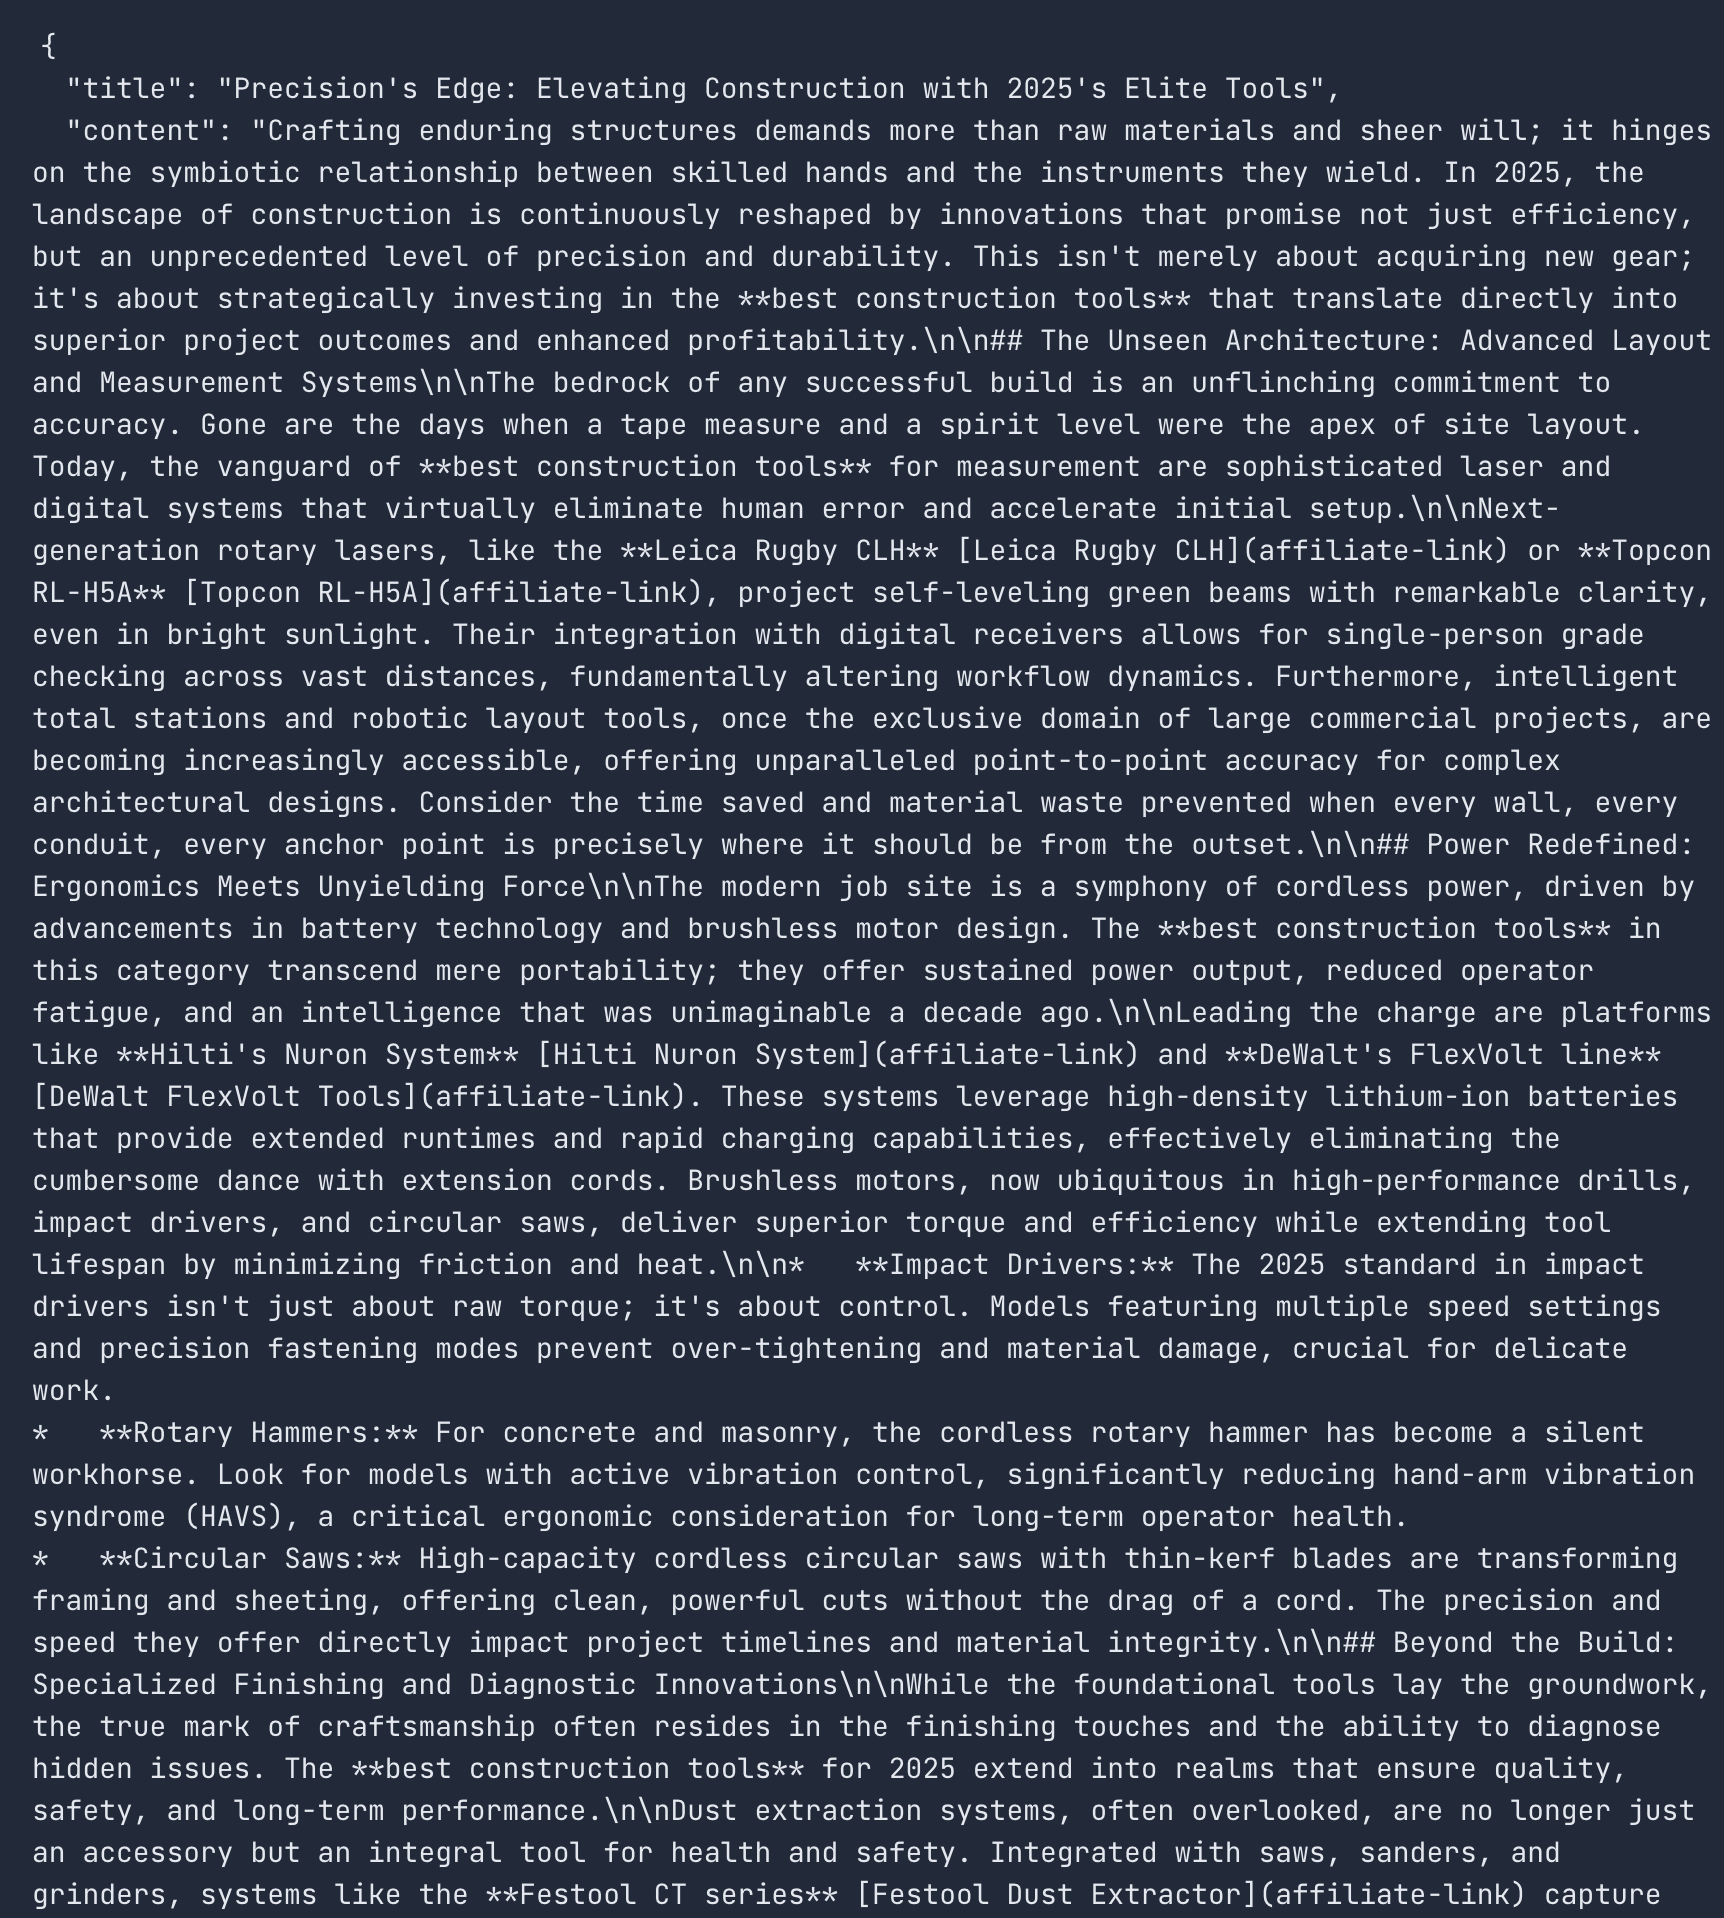 {
  "title": "Precision's Edge: Elevating Construction with 2025's Elite Tools",
  "content": "Crafting enduring structures demands more than raw materials and sheer will; it hinges
on the symbiotic relationship between skilled hands and the instruments they wield. In 2025, the
landscape of construction is continuously reshaped by innovations that promise not just efficiency,
but an unprecedented level of precision and durability. This isn't merely about acquiring new gear;
it's about strategically investing in the **best construction tools** that translate directly into
superior project outcomes and enhanced profitability.\n\n## The Unseen Architecture: Advanced Layout
and Measurement Systems\n\nThe bedrock of any successful build is an unflinching commitment to
accuracy. Gone are the days when a tape measure and a spirit level were the apex of site layout.
Today, the vanguard of **best construction tools** for measurement are sophisticated laser and
digital systems that virtually eliminate human error and accelerate initial setup.\n\nNext-
generation rotary lasers, like the **Leica Rugby CLH** [Leica Rugby CLH](affiliate-link) or **Topcon
RL-H5A** [Topcon RL-H5A](affiliate-link), project self-leveling green beams with remarkable clarity,
even in bright sunlight. Their integration with digital receivers allows for single-person grade
checking across vast distances, fundamentally altering workflow dynamics. Furthermore, intelligent
total stations and robotic layout tools, once the exclusive domain of large commercial projects, are
becoming increasingly accessible, offering unparalleled point-to-point accuracy for complex
architectural designs. Consider the time saved and material waste prevented when every wall, every
conduit, every anchor point is precisely where it should be from the outset.\n\n## Power Redefined:
Ergonomics Meets Unyielding Force\n\nThe modern job site is a symphony of cordless power, driven by
advancements in battery technology and brushless motor design. The **best construction tools** in
this category transcend mere portability; they offer sustained power output, reduced operator
fatigue, and an intelligence that was unimaginable a decade ago.\n\nLeading the charge are platforms
like **Hilti's Nuron System** [Hilti Nuron System](affiliate-link) and **DeWalt's FlexVolt line**
[DeWalt FlexVolt Tools](affiliate-link). These systems leverage high-density lithium-ion batteries
that provide extended runtimes and rapid charging capabilities, effectively eliminating the
cumbersome dance with extension cords. Brushless motors, now ubiquitous in high-performance drills,
impact drivers, and circular saws, deliver superior torque and efficiency while extending tool
lifespan by minimizing friction and heat.\n\n*   **Impact Drivers:** The 2025 standard in impact
drivers isn't just about raw torque; it's about control. Models featuring multiple speed settings
and precision fastening modes prevent over-tightening and material damage, crucial for delicate
work.
*   **Rotary Hammers:** For concrete and masonry, the cordless rotary hammer has become a silent
workhorse. Look for models with active vibration control, significantly reducing hand-arm vibration
syndrome (HAVS), a critical ergonomic consideration for long-term operator health.
*   **Circular Saws:** High-capacity cordless circular saws with thin-kerf blades are transforming
framing and sheeting, offering clean, powerful cuts without the drag of a cord. The precision and
speed they offer directly impact project timelines and material integrity.\n\n## Beyond the Build:
Specialized Finishing and Diagnostic Innovations\n\nWhile the foundational tools lay the groundwork,
the true mark of craftsmanship often resides in the finishing touches and the ability to diagnose
hidden issues. The **best construction tools** for 2025 extend into realms that ensure quality,
safety, and long-term performance.\n\nDust extraction systems, often overlooked, are no longer just
an accessory but an integral tool for health and safety. Integrated with saws, sanders, and
grinders, systems like the **Festool CT series** [Festool Dust Extractor](affiliate-link) capture